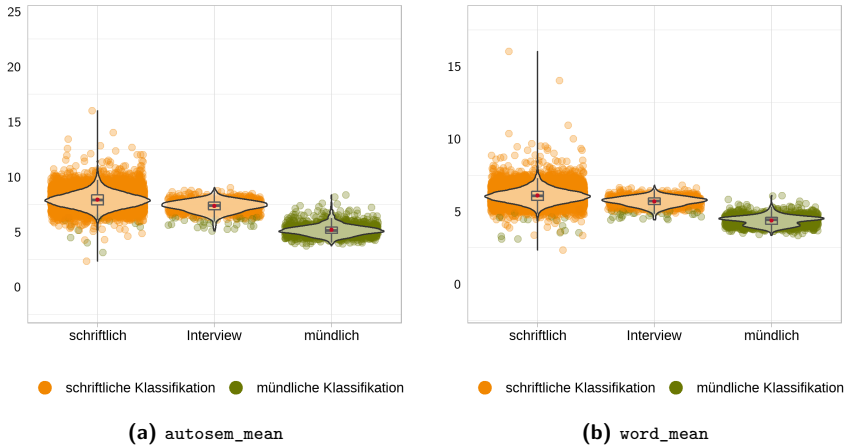 25
20
15
10
5
0
schriftlich Interview mündlich
schriftliche Klassifikation mündliche Klassifikation
(a) autosem_mean
15
10
5
0
schriftlich Interview mündlich
schriftliche Klassifikation mündliche Klassifikation
(b) word_mean